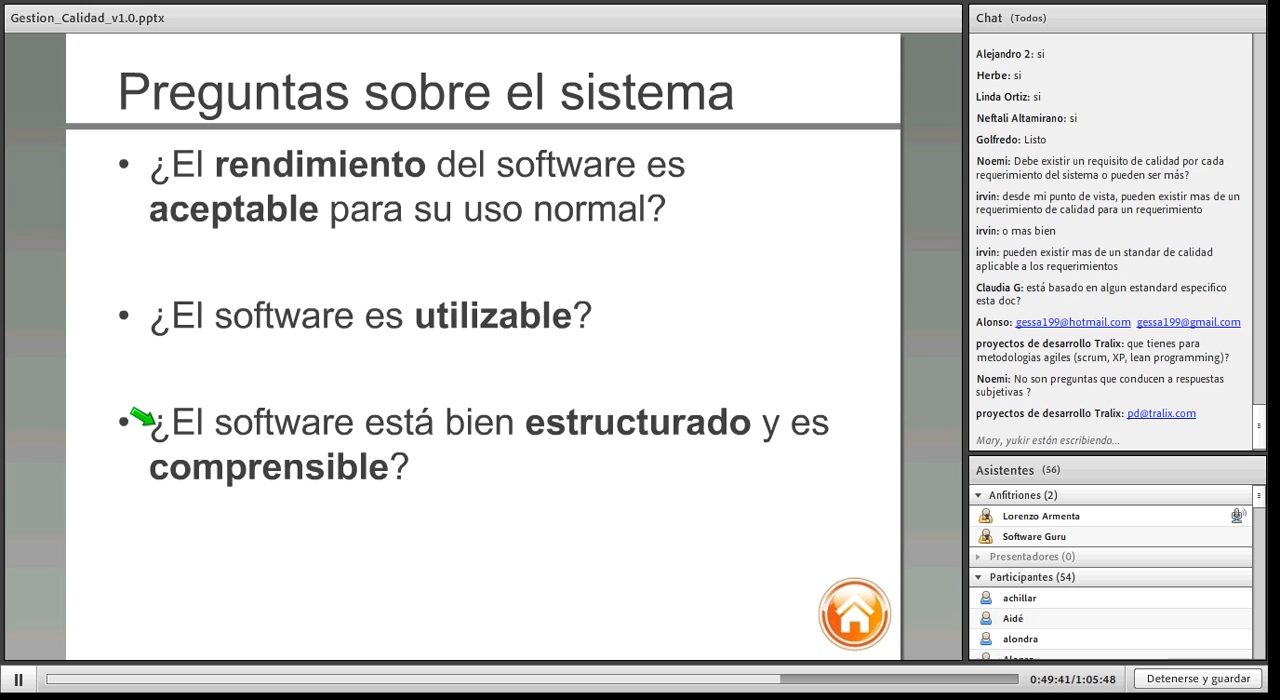 Gestion_Calidad_v1.0.pptx
Preguntas sobre el sistema
• ¿El rendimiento del software es
aceptable para su uso normal?
• ¿El software es utilizable?
• ¿El software está bien estructurado y es
comprensible?
Chat (Todos)
Alejandro 2: si
Herbe: si
Linda Ortiz: si
Neftali Altamirano: si
Golfredo: Listo
Noemi: Debe existir un requisito de calidad por cada
requerimiento del sistema o pueden ser más?
irvin: desde mi punto de vista, pueden existir mas de un
requerimiento de calidad para un requerimiento
irvin: o mas bien
irvin: pueden existir mas de un standar de calidad
aplicable a los requerimientos
Claudia G: está basado en algun estandard especifico
esta doc?
Alonso: gessa199@hotmail.com gessa199@gmail.com
proyectos de desarrollo Tralix: que tienes para
metodologias agiles (scrum, XP, lean programming)?
Noemi: No son preguntas que conducen a respuestas
subjetivas ?
proyectos de desarrollo Tralix: pd@tralix.com
Mary, yukir están escribiendo...
Asistentes (56)
Anfitriones (2)
Lorenzo Armenta
Software Guru
Presentadores (0)
Participantes (54)
achillar
Aidé
alondra
0:49:41/1:05:48
Detenerse y guardar